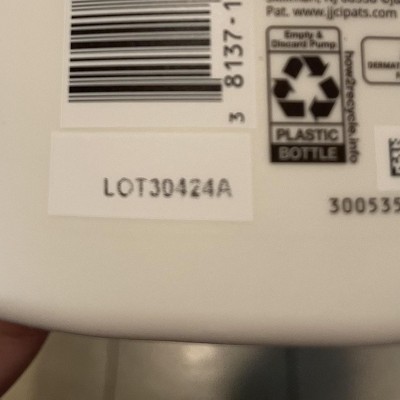 Pat. www.jjcipats.com
Empty &
Discard Pump
PLASTIC
BOTTLE
how2recycle.info
3 8137-1
LOT30424A
300535